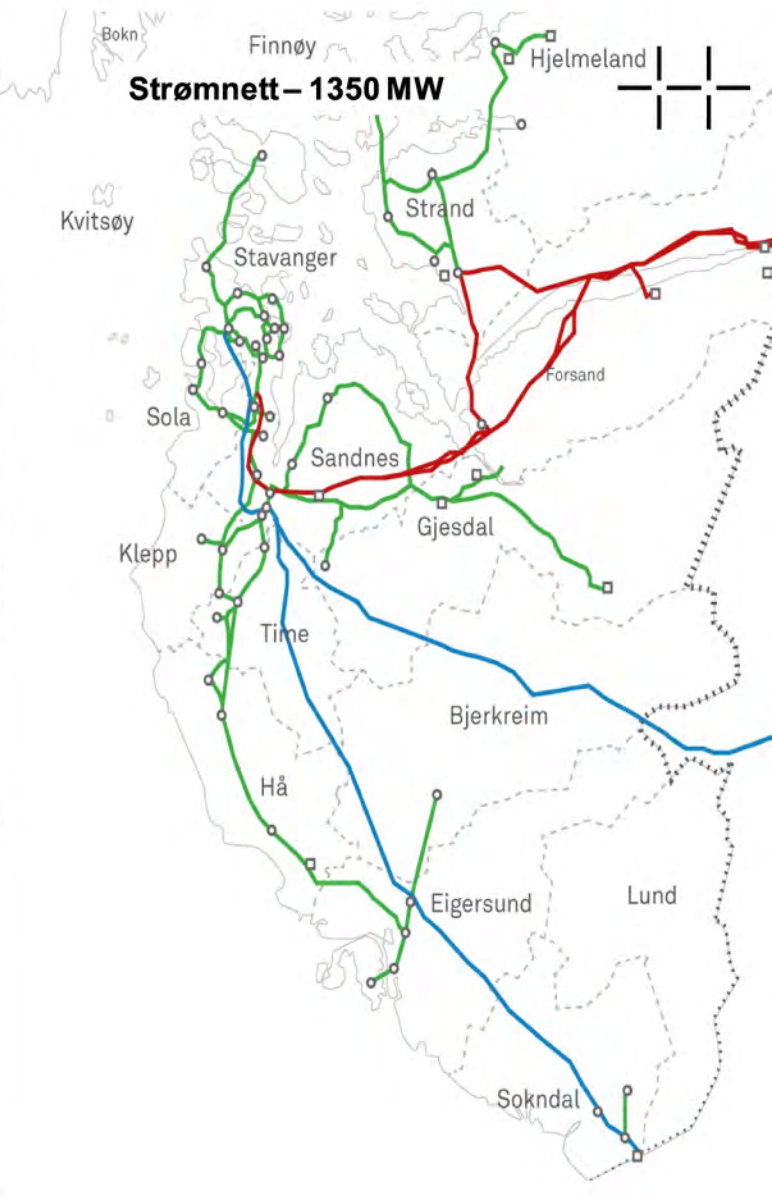 Bokn
Finnøy
Hjelmeland
Strømnett – 1350 MW
Kvitsøy
Strand
Stavanger
Forsand
Sola
Sandnes
Gjesdal
Klepp
Time
Bjerkreim
Hå
Eigersund
Lund
Sokndal